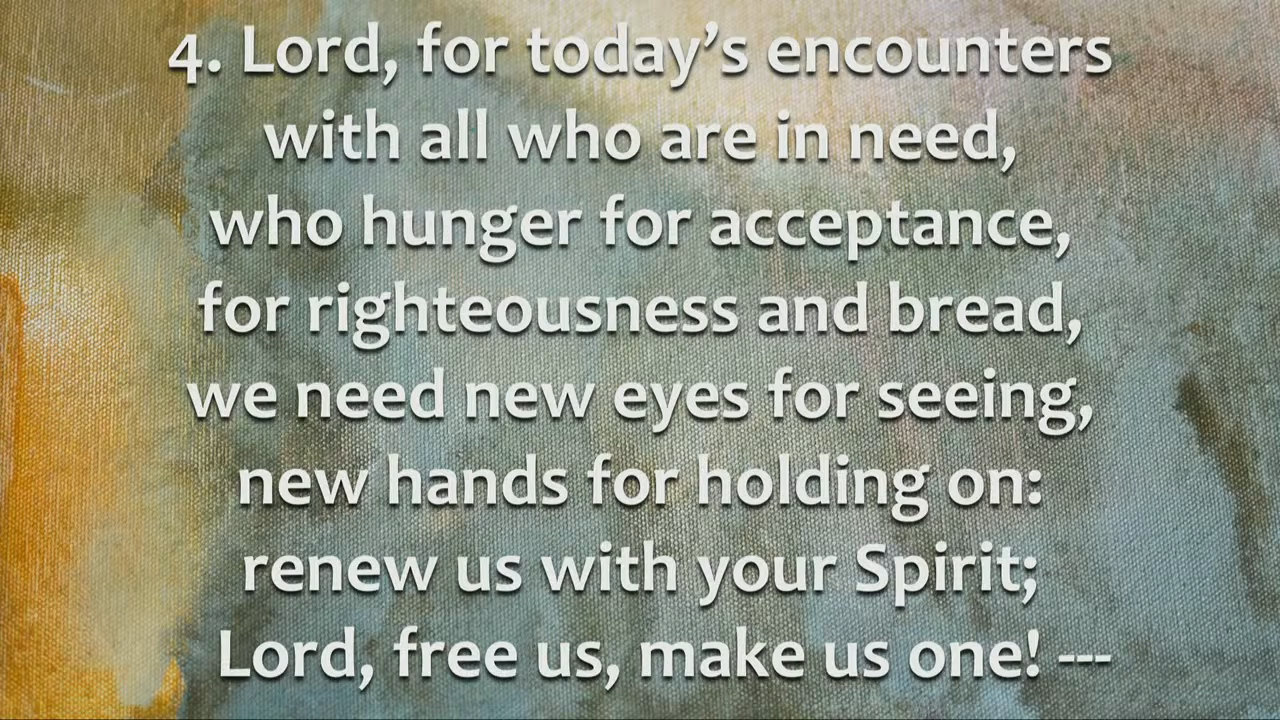 4. Lord, for today’s encounters
with all who are in need,
who hunger for acceptance,
for righteousness and bread,
we need new eyes for seeing,
new hands for holding on:
renew us with your Spirit;
Lord, free us, make us one! ---